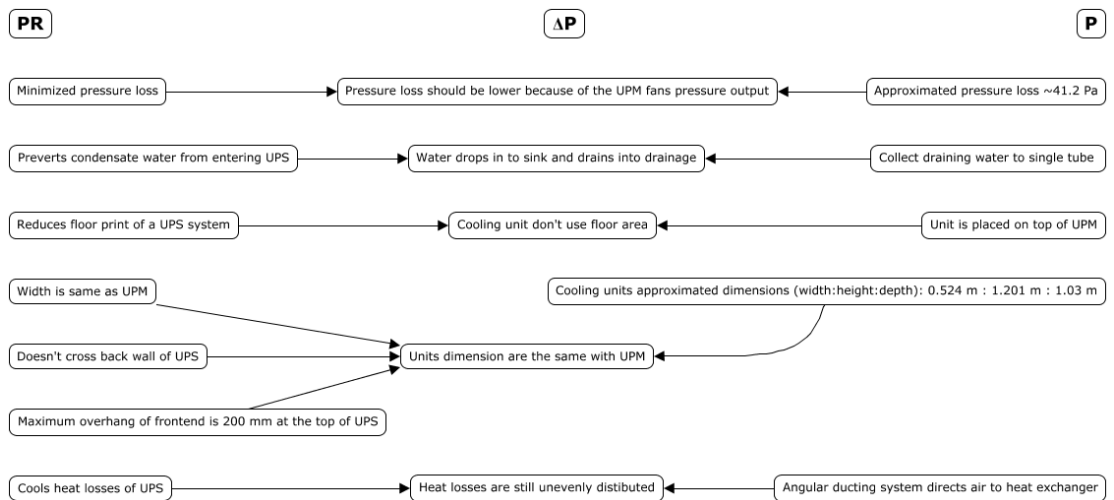 PR ΔP P
Minimized pressure loss Pressure loss should be lower because of the UPM fans pressure output Approximated pressure loss ~41.2 Pa
Preverts condensate water from entering UPS Water drops in to sink and drains into drainage Collect draining water to single tube
Reduces floor print of a UPS system Cooling unit don't use floor area Unit is placed on top of UPM
Width is same as UPM Cooling units approximated dimensions (width:height:depth): 0.524 m : 1.201 m : 1.03 m
Doesn't cross back wall of UPS Units dimension are the same with UPM
Maximum overhang of frontend is 200 mm at the top of UPS
Cools heat losses of UPS Heat losses are still unevenly distibuted Angular ducting system directs air to heat exchanger